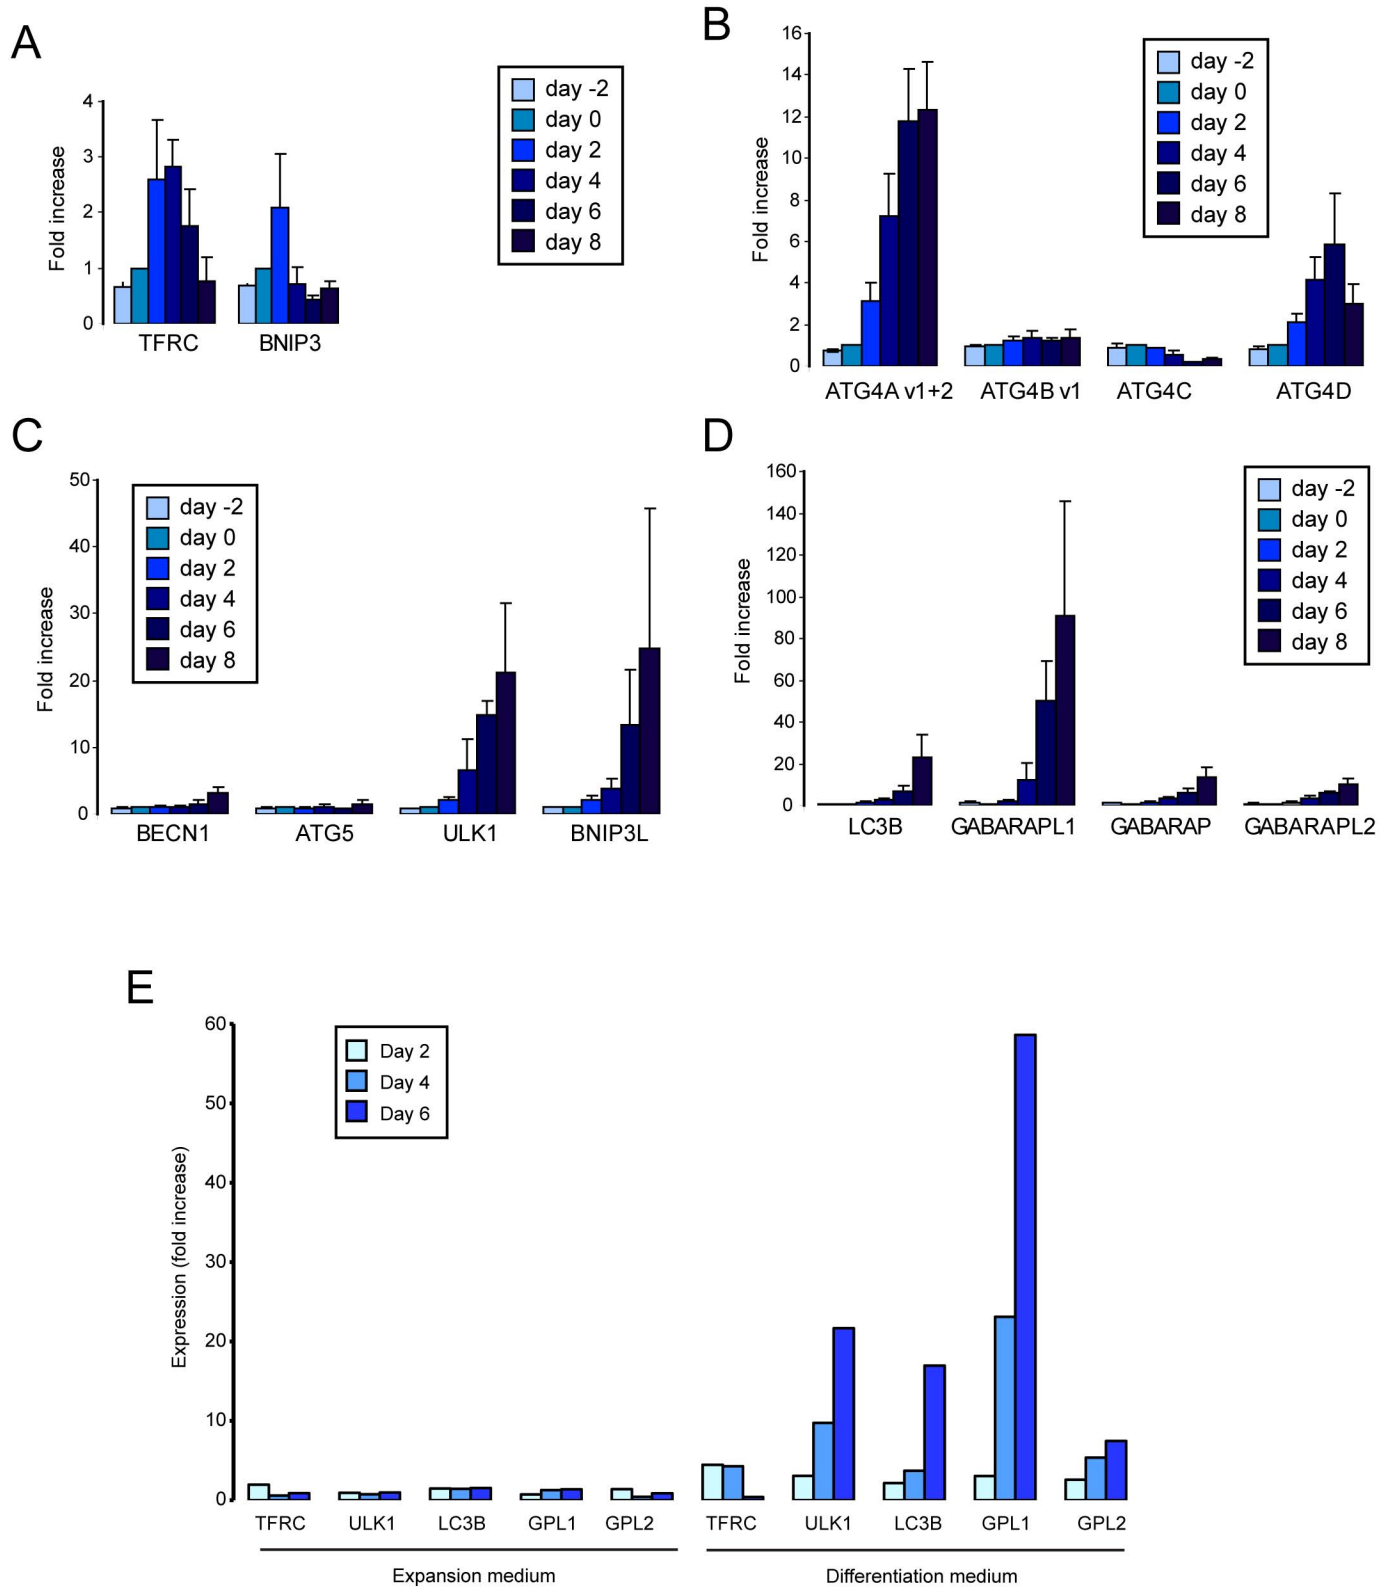 A
Fold increase
4
3
2
1
0
TFRC BNIP3
day -2
day 0
day 2
day 4
day 6
day 8
B
Fold increase
16
14
12
10
8
6
4
2
0
ATG4A v1+2 ATG4B v1 ATG4C ATG4D
day -2
day 0
day 2
day 4
day 6
day 8
C
Fold increase
50
40
30
20
10
0
BECN1 ATG5 ULK1 BNIP3L
day -2
day 0
day 2
day 4
day 6
day 8
D
Fold increase
160
140
120
100
80
60
40
20
0
LC3B GABARAPL1 GABARAP GABARAPL2
day -2
day 0
day 2
day 4
day 6
day 8
E
Expression (fold increase)
60
50
40
30
20
10
0
Day 2
Day 4
Day 6
TFRC ULK1 LC3B GPL1 GPL2 TFRC ULK1 LC3B GPL1 GPL2
Expansion medium Differentiation medium